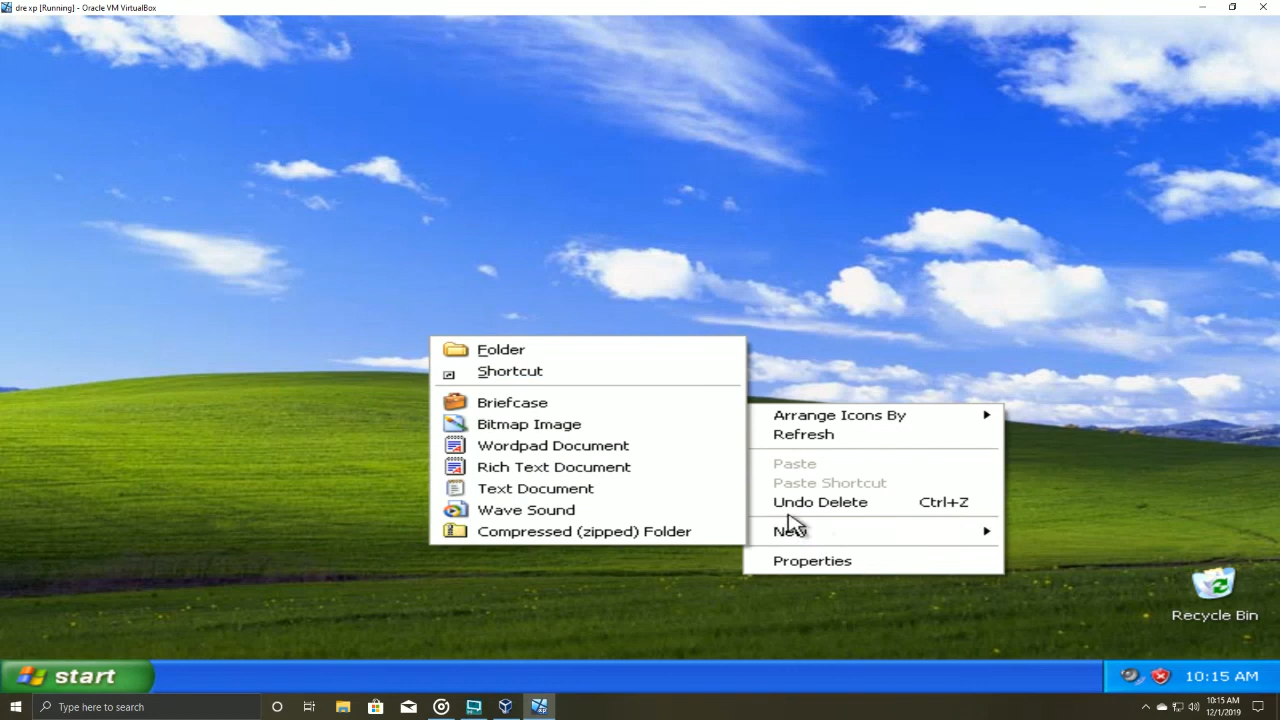 dre xp [Running] - Oracle VM VirtualBox
Folder
Shortcut
Briefcase
Bitmap Image
Wordpad Document
Rich Text Document
Text Document
Wave Sound
Compressed (zipped) Folder
Arrange Icons By
Refresh
Paste
Paste Shortcut
Undo Delete Ctrl+Z
New
Properties
Recycle Bin
start
10:15 AM
Type here to search
10:15 AM
12/1/2019